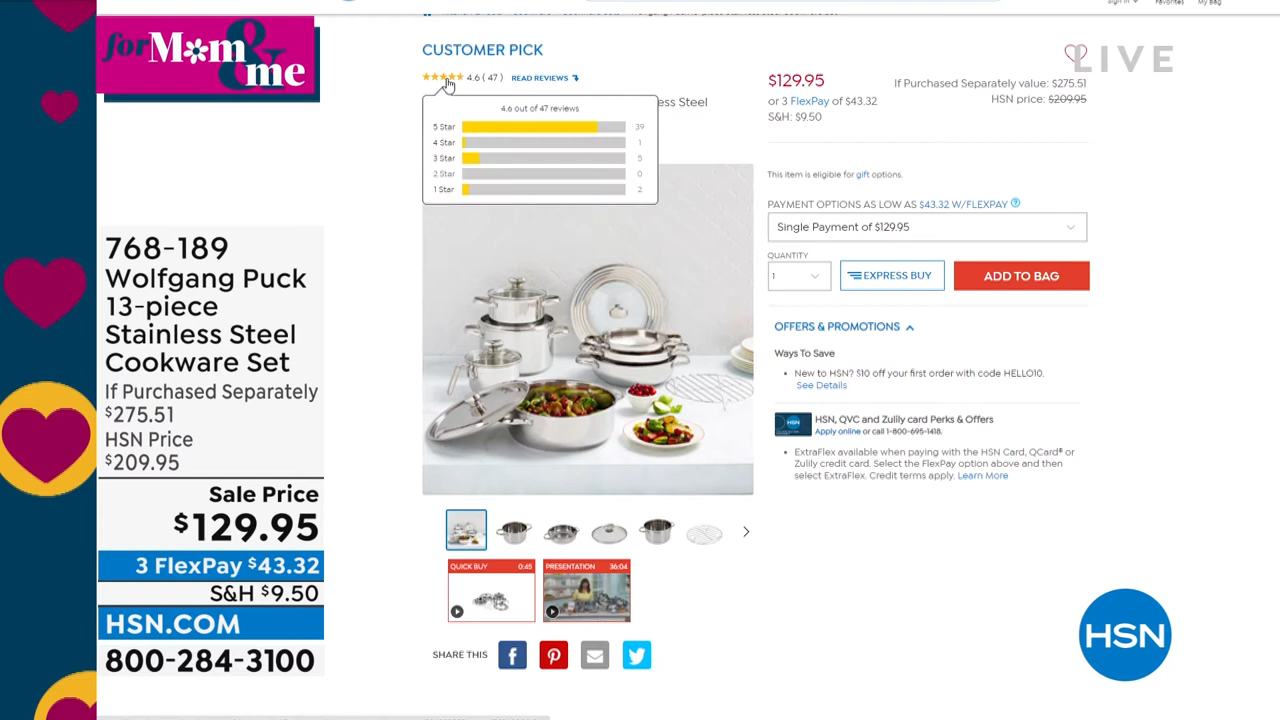 forMom
&me
768-189
Wolfgang Puck
13-piece
Stainless Steel
Cookware Set
If Purchased Separately
$275.51
HSN Price
$209.95
Sale Price
$129.95
3 FlexPay $43.32
S&H $9.50
HSN.COM
800-284-3100
Sign In
Favorites
My Bag
CUSTOMER PICK
4.6 (47) READ REVIEWS
4.6 out of 47 reviews
5 Star 39
4 Star 1
3 Star 5
2 Star 0
1 Star 2
Steel
LIVE
$129.95
or 3 FlexPay of $43.32
S&H: $9.50
If Purchased Separately value: $275.51
HSN price: $209.95
This item is eligible for gift options.
PAYMENT OPTIONS AS LOW AS $43.32 W/FLEXPAY ?
Single Payment of $129.95
QUANTITY
1
EXPRESS BUY
ADD TO BAG
OFFERS & PROMOTIONS
Ways To Save
New to HSN? $10 off your first order with code HELLO10.
See Details
HSN
HSN, QVC and Zulily card Perks & Offers
Apply online or call 1-800-695-1418.
ExtraFlex available when paying with the HSN Card, QCard® or
Zulily credit card. Select the FlexPay option above and then
select ExtraFlex. Credit terms apply. Learn More
QUICK BUY 0:45
PRESENTATION 36:04
SHARE THIS
HSN